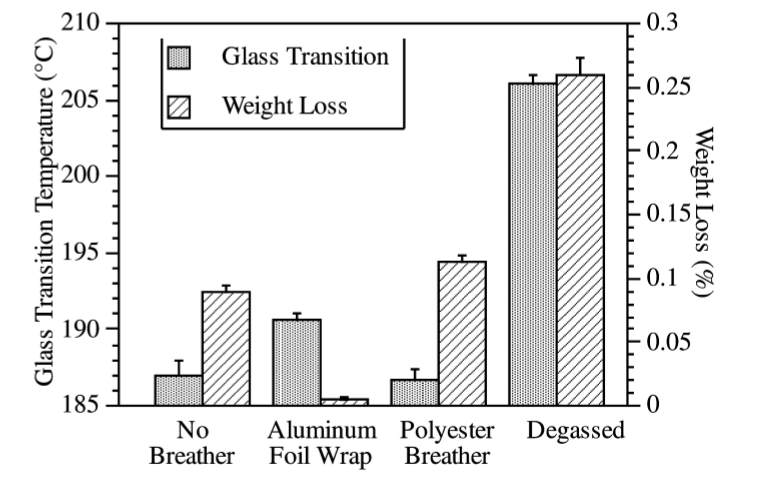 Glass Transition Temperature (°C)
210
205
200
195
190
185
Glass Transition
Weight Loss
0.3
0.25
0.2
0.15
0.1
0.05
0
Weight Loss (%)
No
Breather
Aluminum
Foil Wrap
Polyester
Breather
Degassed